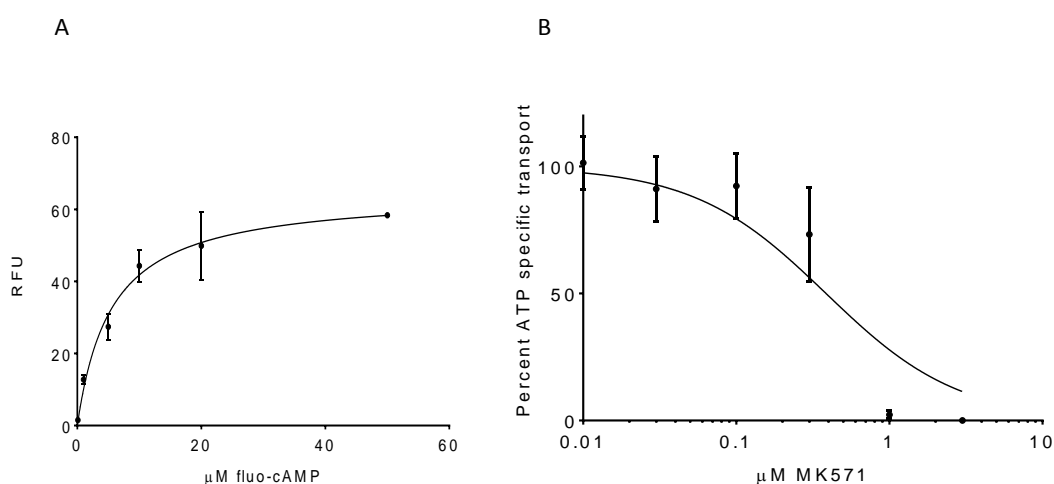 A
B
80
60
40
20
0
0 20 40 60
RFU
μM fluo-cAMP
100
50
0
0.01 0.1 1 10
Percent ATP specific transport
μM MK571